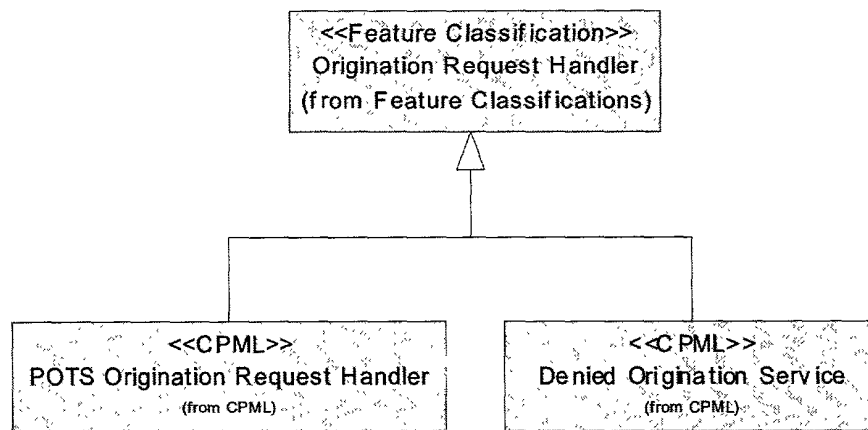 <<Feature Classification>>
Origination Request Handler
(from Feature Classifications)
<<CPML>>
POTS Origination Request Handler
(from CPML)
<<CPML>>
Denied Origination Service
(from CPML)